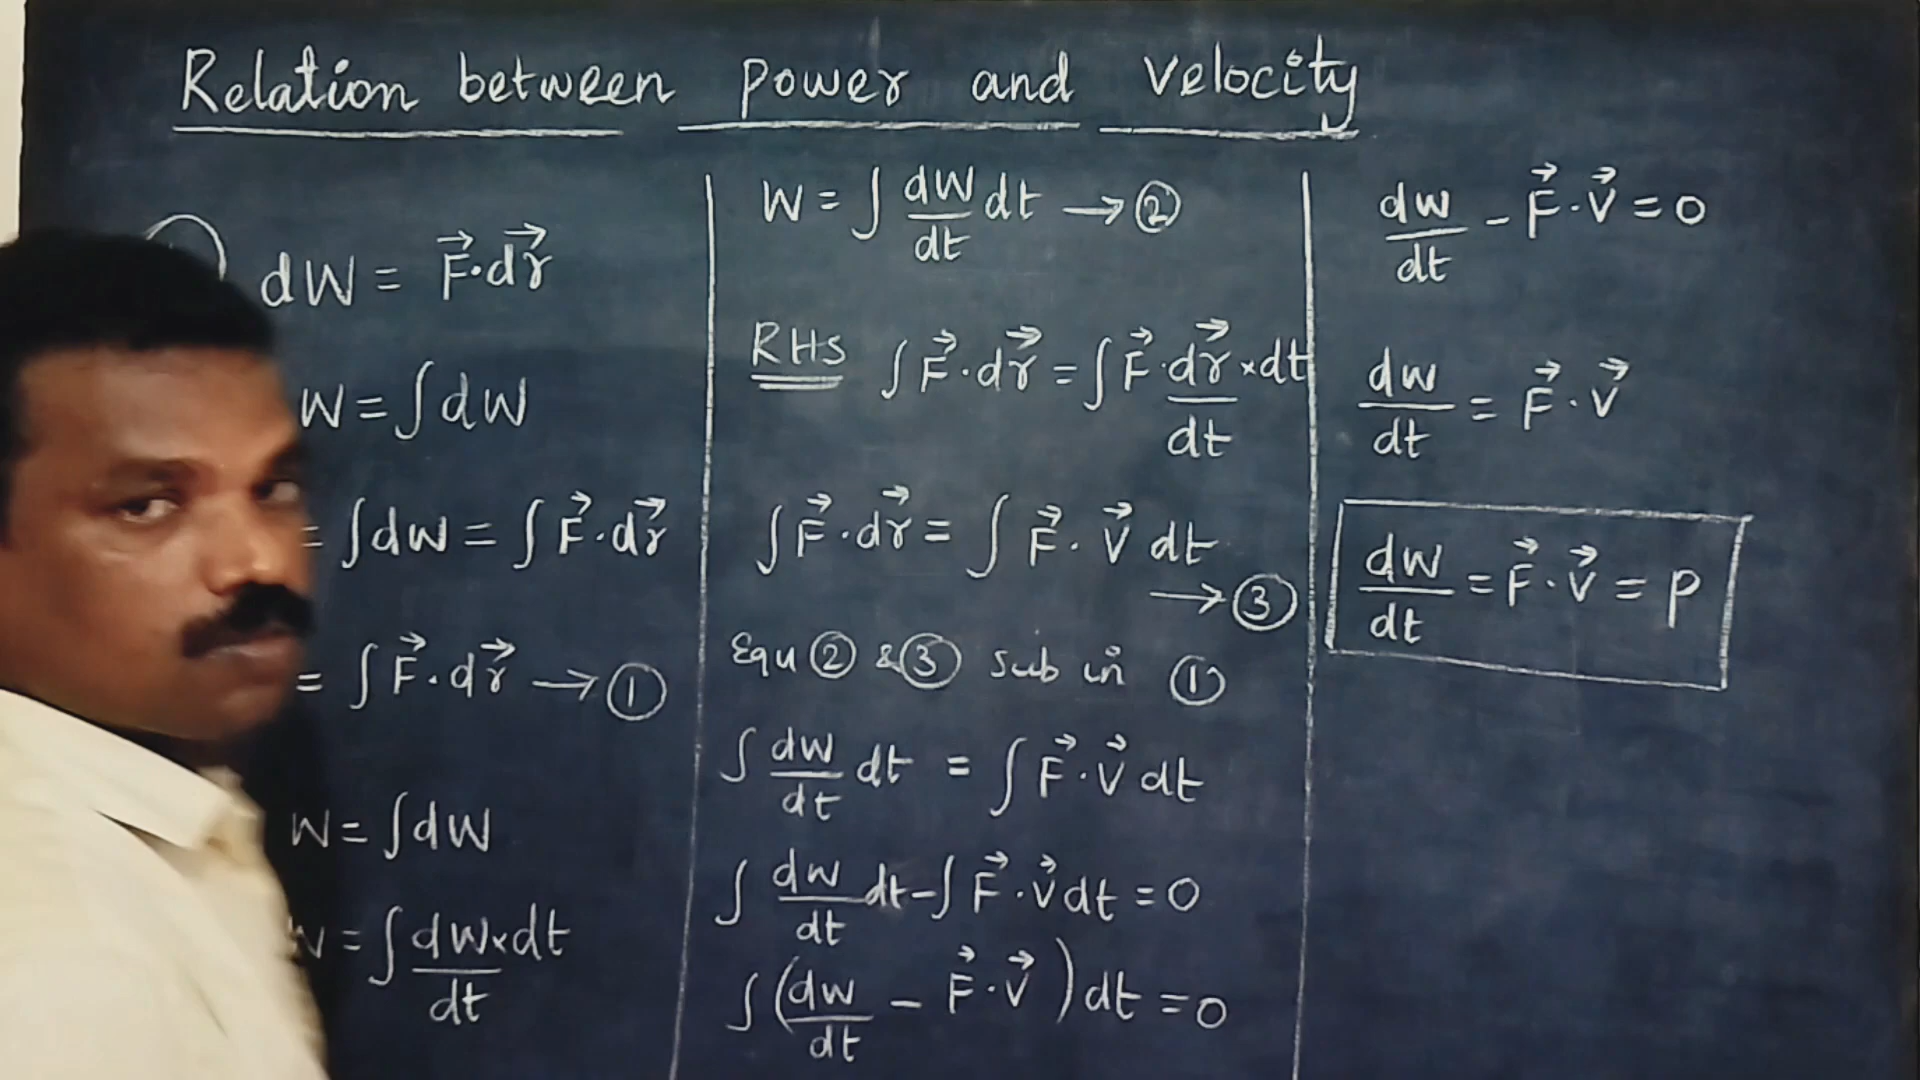 Relation between power and velocity
dW = F⃗.dr⃗
W = ∫dW
= ∫dW = ∫F⃗.dr⃗
= ∫F⃗.dr⃗ → ①
W = ∫dW
W = ∫dW/dt × dt
W = ∫dW/dt dt → ②
RHS ∫F⃗.dr⃗ = ∫F⃗.dr⃗/dt × dt
∫F⃗.dr⃗ = ∫F⃗.V⃗ dt
→ ③
Equ ② & ③ sub in ①
∫dw/dt dt = ∫F⃗.V⃗ dt
∫dw/dt dt - ∫F⃗.V⃗ dt = 0
∫(dw/dt - F⃗.V⃗) dt = 0
dw/dt - F⃗.V⃗ = 0
dw/dt = F⃗.V⃗
dw/dt = F⃗.V⃗ = P